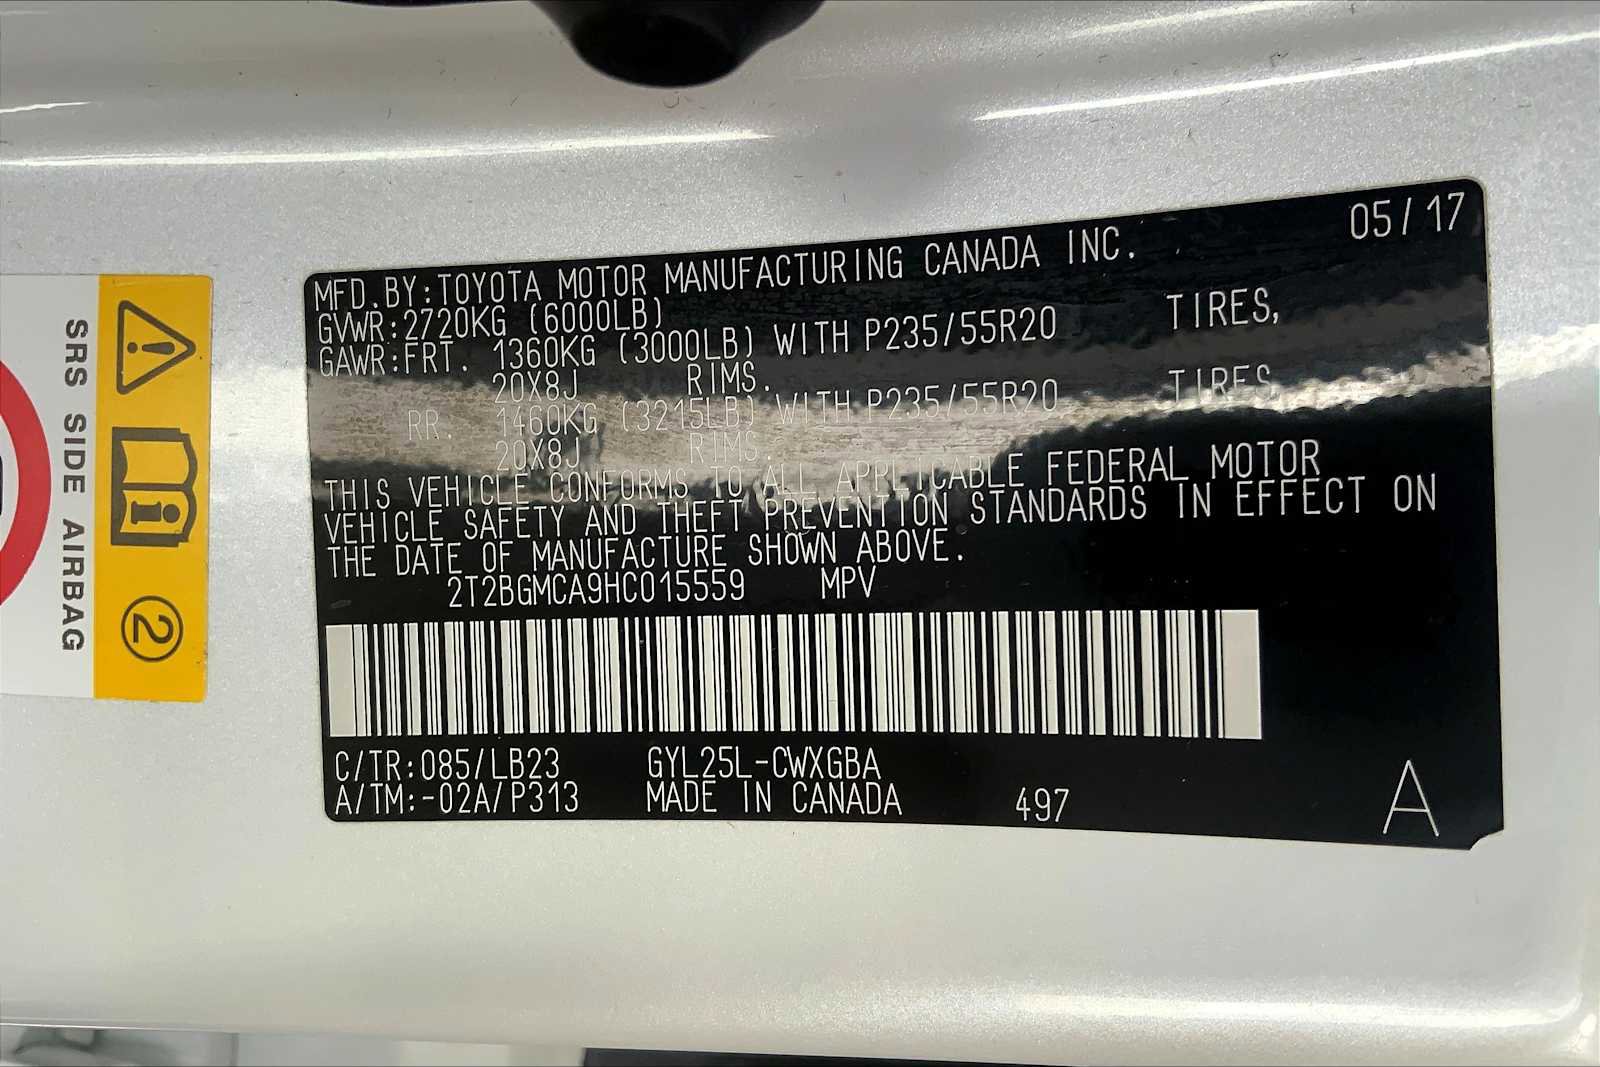 05/17
MFD.BY:TOYOTA MOTOR MANUFACTURING CANADA INC.
GVWR:2720KG (6000LB)
GAWR:FRT. 1360KG (3000LB) WITH P235/55R20 TIRES,
20X8J RIMS.
RR. 1460KG (3215LB) WITH P235/55R20 TIRES
20X8J RIMS.
THIS VEHICLE CONFORMS TO ALL APPLICABLE FEDERAL MOTOR
VEHICLE SAFETY AND THEFT PREVENTION STANDARDS IN EFFECT ON
THE DATE OF MANUFACTURE SHOWN ABOVE.
2T2BGMCA9HC015559 MPV
C/TR:085/LB23 GYL25L-CWXGBA
A/TM:-02A/P313 MADE IN CANADA 497 A
SRS SIDE AIRBAG
2